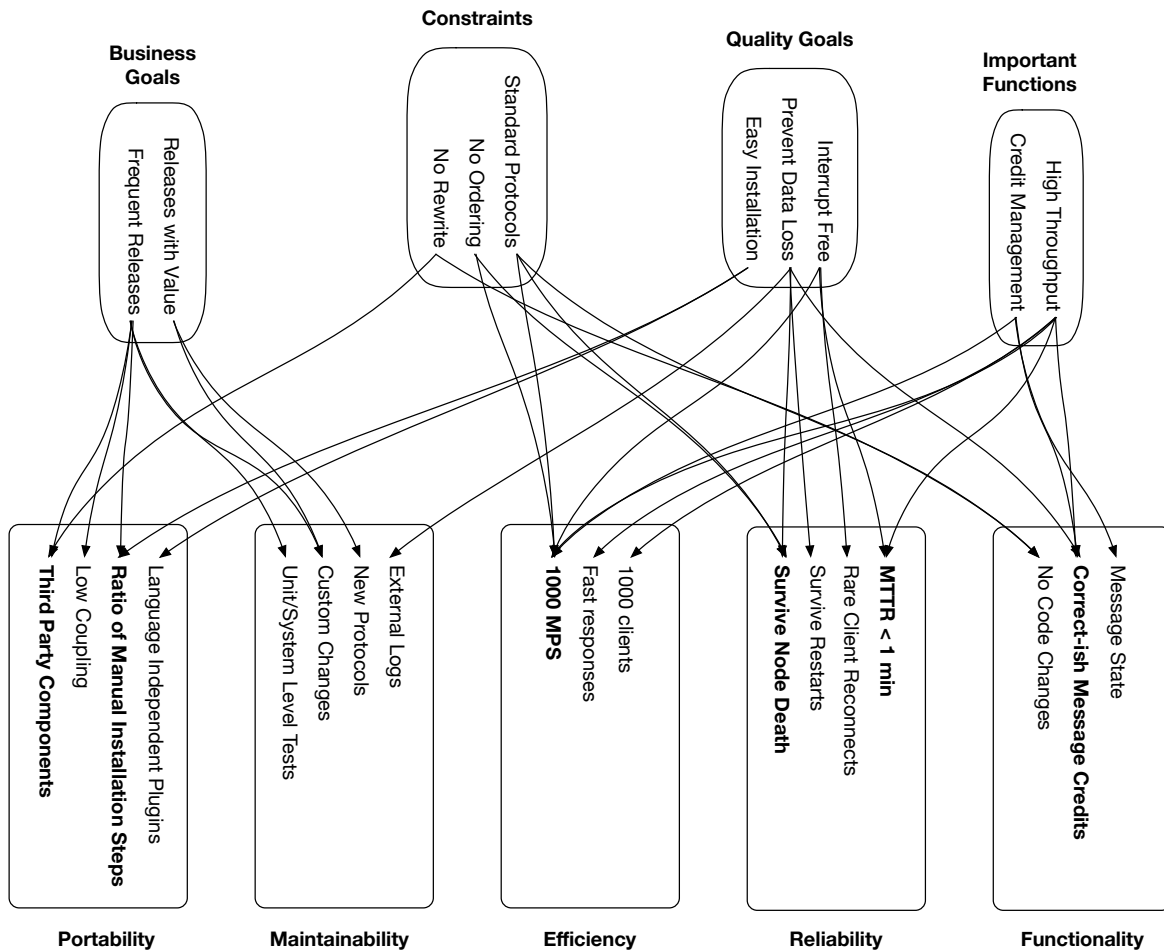 Constraints
Business
Goals
Quality Goals
Important
Functions
Releases with Value
Frequent Releases
Standard Protocols
No Ordering
No Rewrite
Interrupt Free
Prevent Data Loss
Easy Installation
High Throughput
Credit Management
Third Party Components
Low Coupling
Ratio of Manual Installation Steps
Language Independent Plugins
Unit/System Level Tests
Custom Changes
New Protocols
External Logs
1000 MPS
Fast responses
1000 clients
Survive Node Death
Survive Restarts
Rare Client Reconnects
MTTR < 1 min
No Code Changes
Correct-ish Message Credits
Message State
Portability
Maintainability
Efficiency
Reliability
Functionality